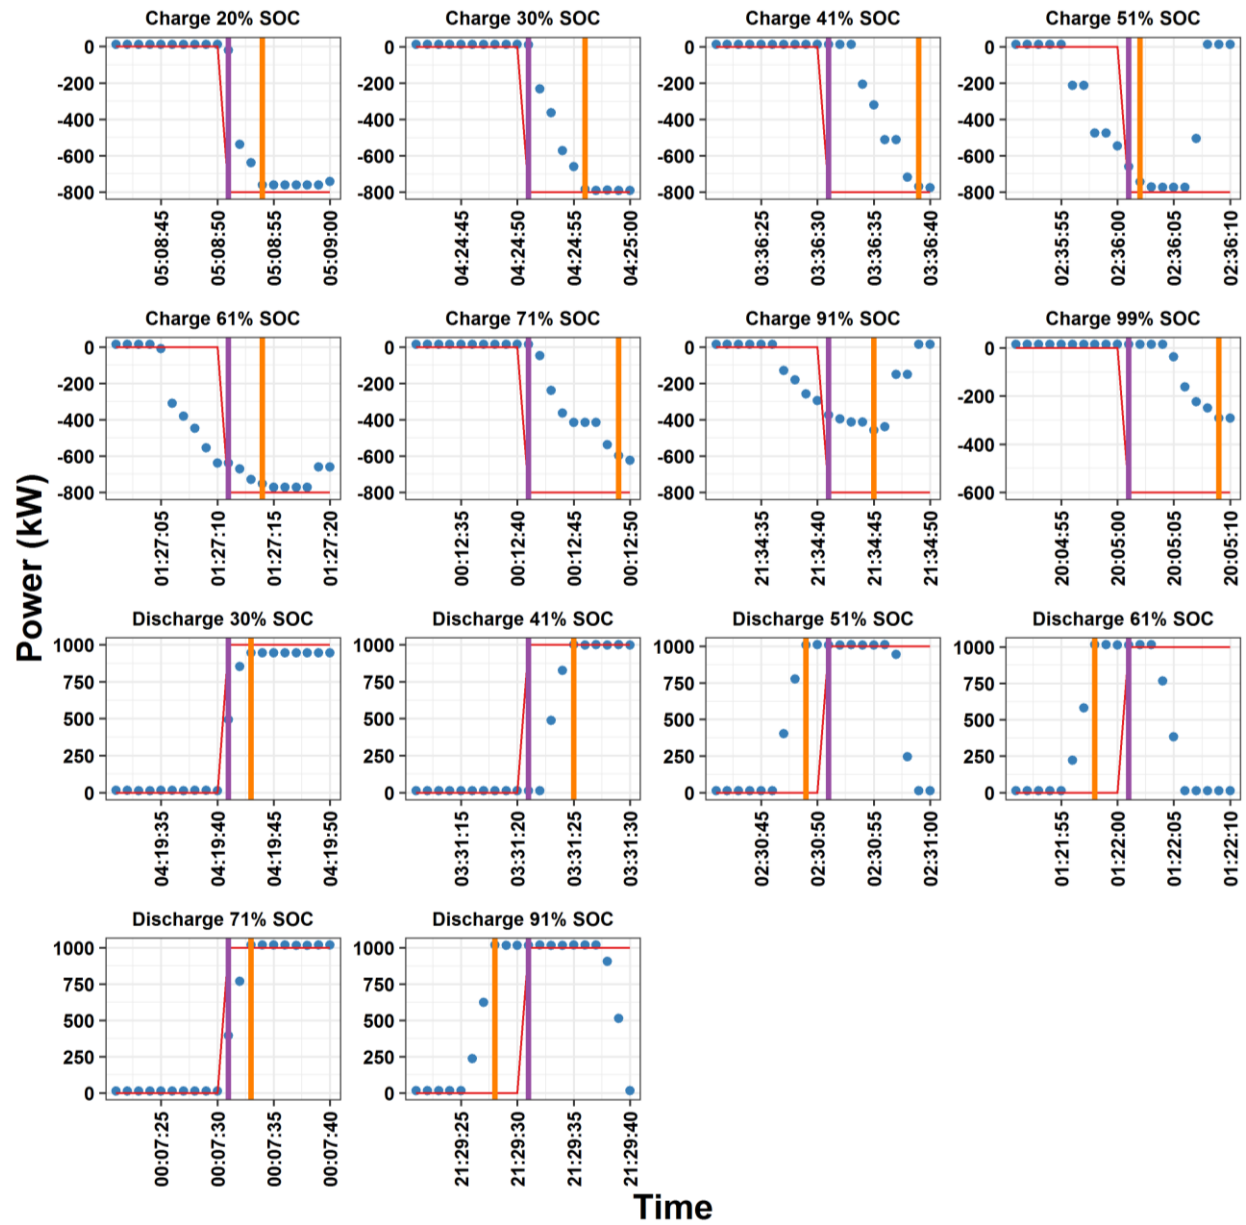 Charge 20% SOC Charge 30% SOC Charge 41% SOC Charge 51% SOC
0 0 0 0
-200 -200 -200 -200
-400 -400 -400 -400
-600 -600 -600 -600
-800 -800 -800 -800
05:08:45 05:08:50 05:08:55 05:09:00 04:24:45 04:24:50 04:24:55 04:25:00 03:36:25 03:36:30 03:36:35 03:36:40 02:35:55 02:36:00 02:36:05 02:36:10
Charge 61% SOC Charge 71% SOC Charge 91% SOC Charge 99% SOC
0 0 0 0
-200 -200 -200 -200
-400 -400 -400 -400
-600 -600 -600 -600
-800 -800 -800
01:27:05 01:27:10 01:27:15 01:27:20 00:12:35 00:12:40 00:12:45 00:12:50 21:34:35 21:34:40 21:34:45 21:34:50 20:04:55 20:05:00 20:05:05 20:05:10
Power (kW)
Discharge 30% SOC Discharge 41% SOC Discharge 51% SOC Discharge 61% SOC
1000 1000 1000 1000
750 750 750 750
500 500 500 500
250 250 250 250
0 0 0 0
04:19:35 04:19:40 04:19:45 04:19:50 03:31:15 03:31:20 03:31:25 03:31:30 02:30:45 02:30:50 02:30:55 02:31:00 01:21:55 01:22:00 01:22:05 01:22:10
Discharge 71% SOC Discharge 91% SOC
1000 1000
750 750
500 500
250 250
0 0
00:07:25 00:07:30 00:07:35 00:07:40 21:29:25 21:29:30 21:29:35 21:29:40
Time